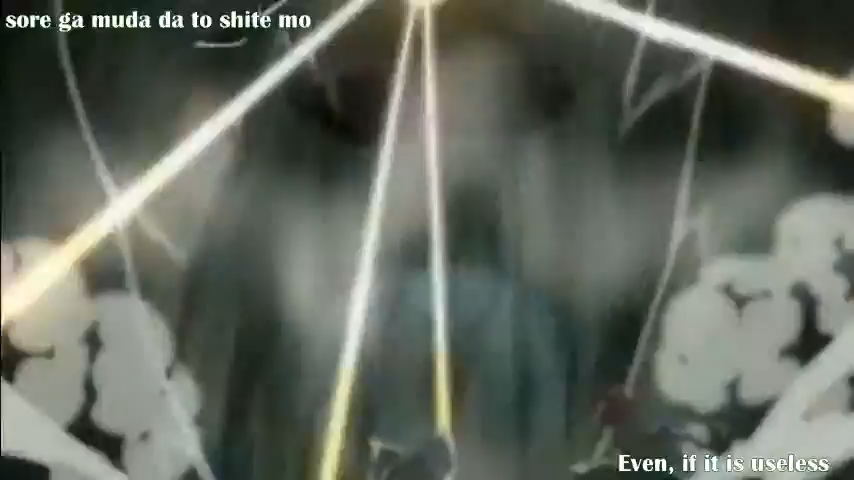 sore ga muda da to shite mo
Even, if it is useless